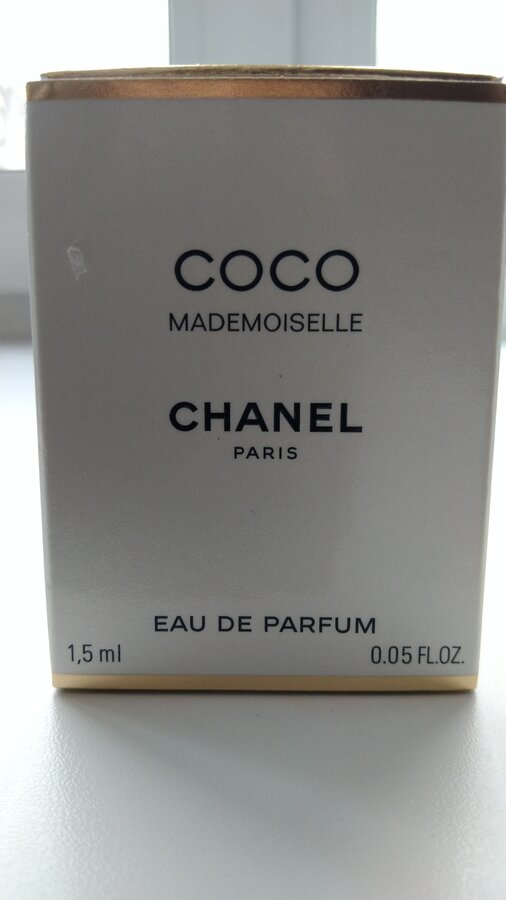 COCO
MADEMOISELLE
CHANEL
PARIS
EAU DE PARFUM
1,5 ml 0.05 FL.OZ.